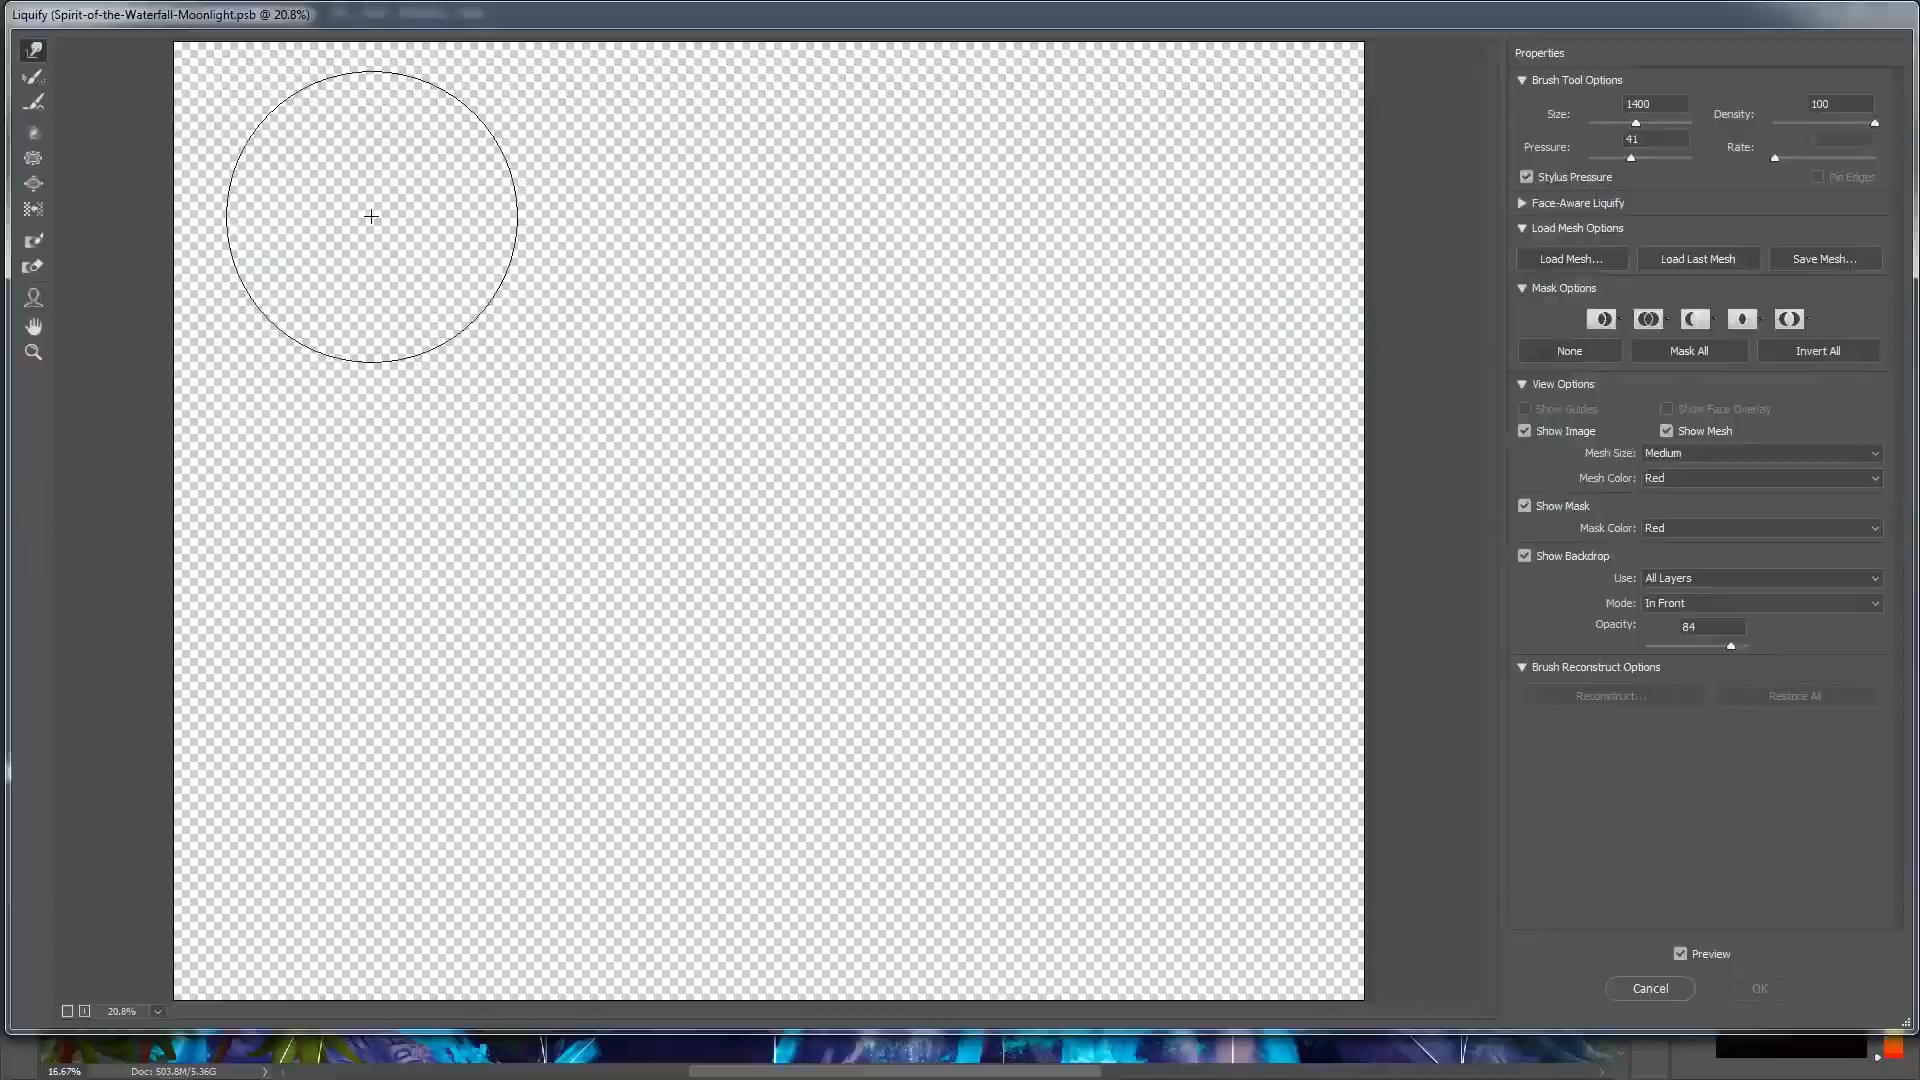 Liquify (Spirit-of-the-Waterfall-Moonlight.psb @ 20.8%)
Properties
Brush Tool Options
Size: 1400 Density: 100
Pressure: 41 Rate:
Stylus Pressure Pin Edges
Face-Aware Liquify
Load Mesh Options
Load Mesh... Load Last Mesh Save Mesh...
Mask Options
None Mask All Invert All
View Options
Show Guides Show Face Overlay
Show Image Show Mesh
Mesh Size: Medium
Mesh Color: Red
Show Mask
Mask Color: Red
Show Backdrop
Use: All Layers
Mode: In Front
Opacity: 84
Brush Reconstruct Options
Reconstruct... Restore All
Preview
Cancel OK
20.8%
16.67% Doc: 503.8M/5.36G